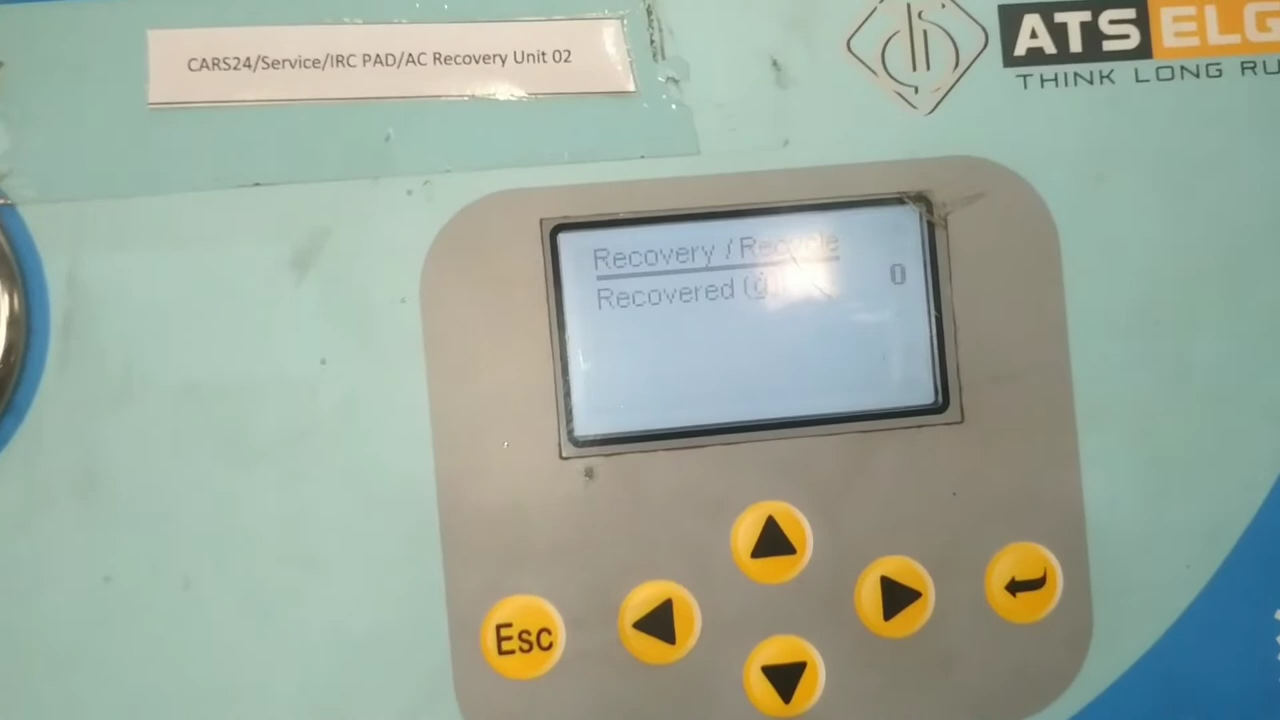 CARS24/Service/IRC PAD/AC Recovery Unit 02
ATS ELG
THINK LONG RU
Recovery / Recycle
Recovered (g) 0
Esc